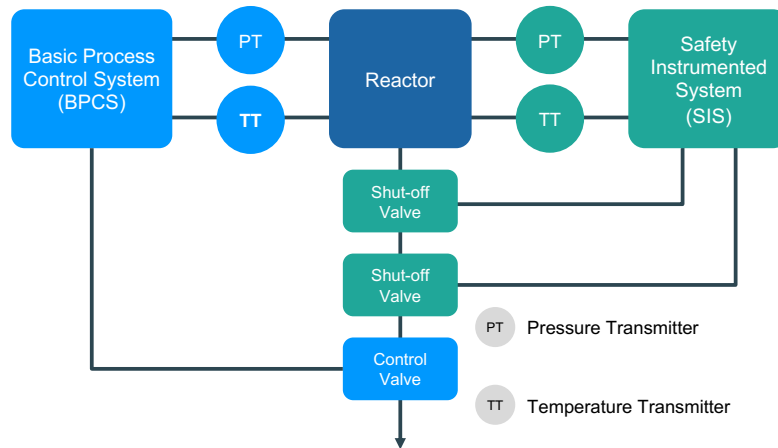 Basic Process
Control System
(BPCS)
PT
TT
Reactor
PT
TT
Safety
Instrumented
System
(SIS)
Shut-off
Valve
Shut-off
Valve
Control
Valve
PT
Pressure Transmitter
TT
Temperature Transmitter